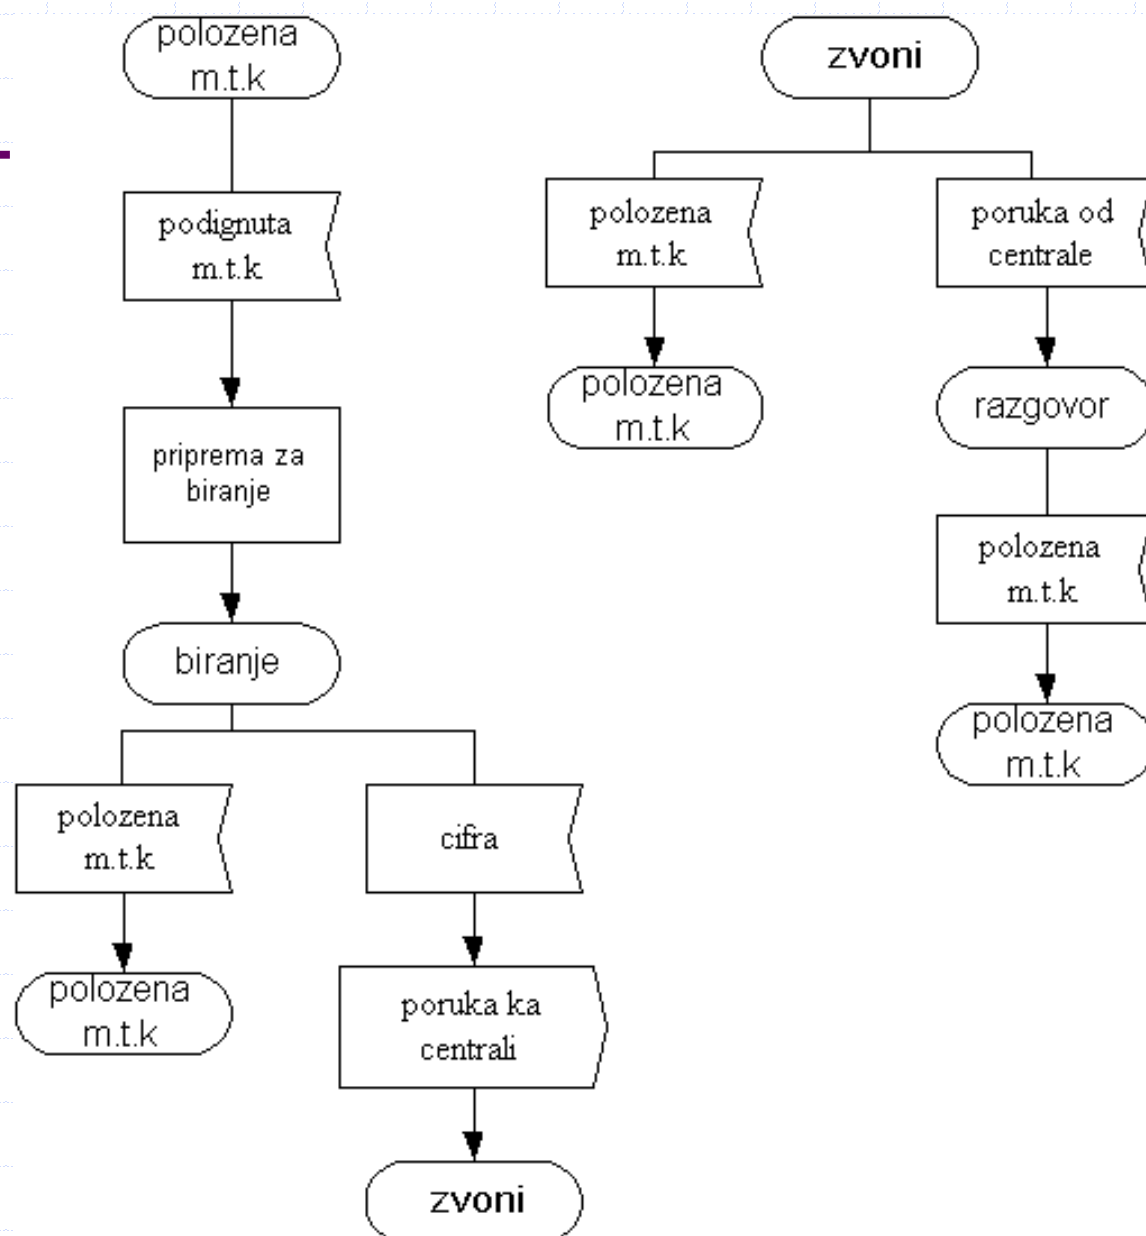 polozena
m.t.k
podignuta
m.t.k
priprema za
biranje
biranje
polozena
m.t.k
polozena
m.t.k
cifra
poruka ka
centrali
zvoni
zvoni
polozena
m.t.k
polozena
m.t.k
poruka od
centrale
razgovor
polozena
m.t.k
polozena
m.t.k